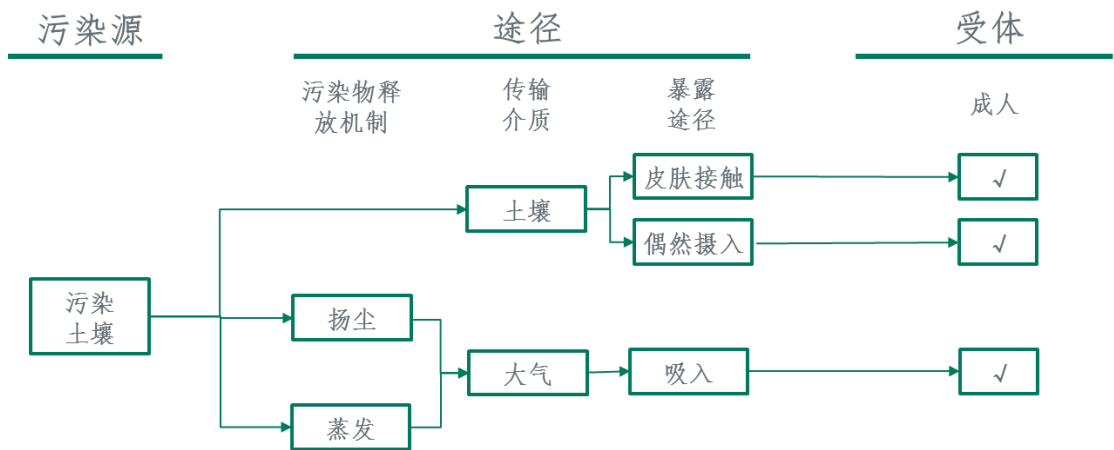 污染源
途径
受体
污染物释
放机制
传输
介质
暴露
途径
成人
皮肤接触
√
土壤
偶然摄入
√
污染
土壤
扬尘
大气
吸入
√
蒸发